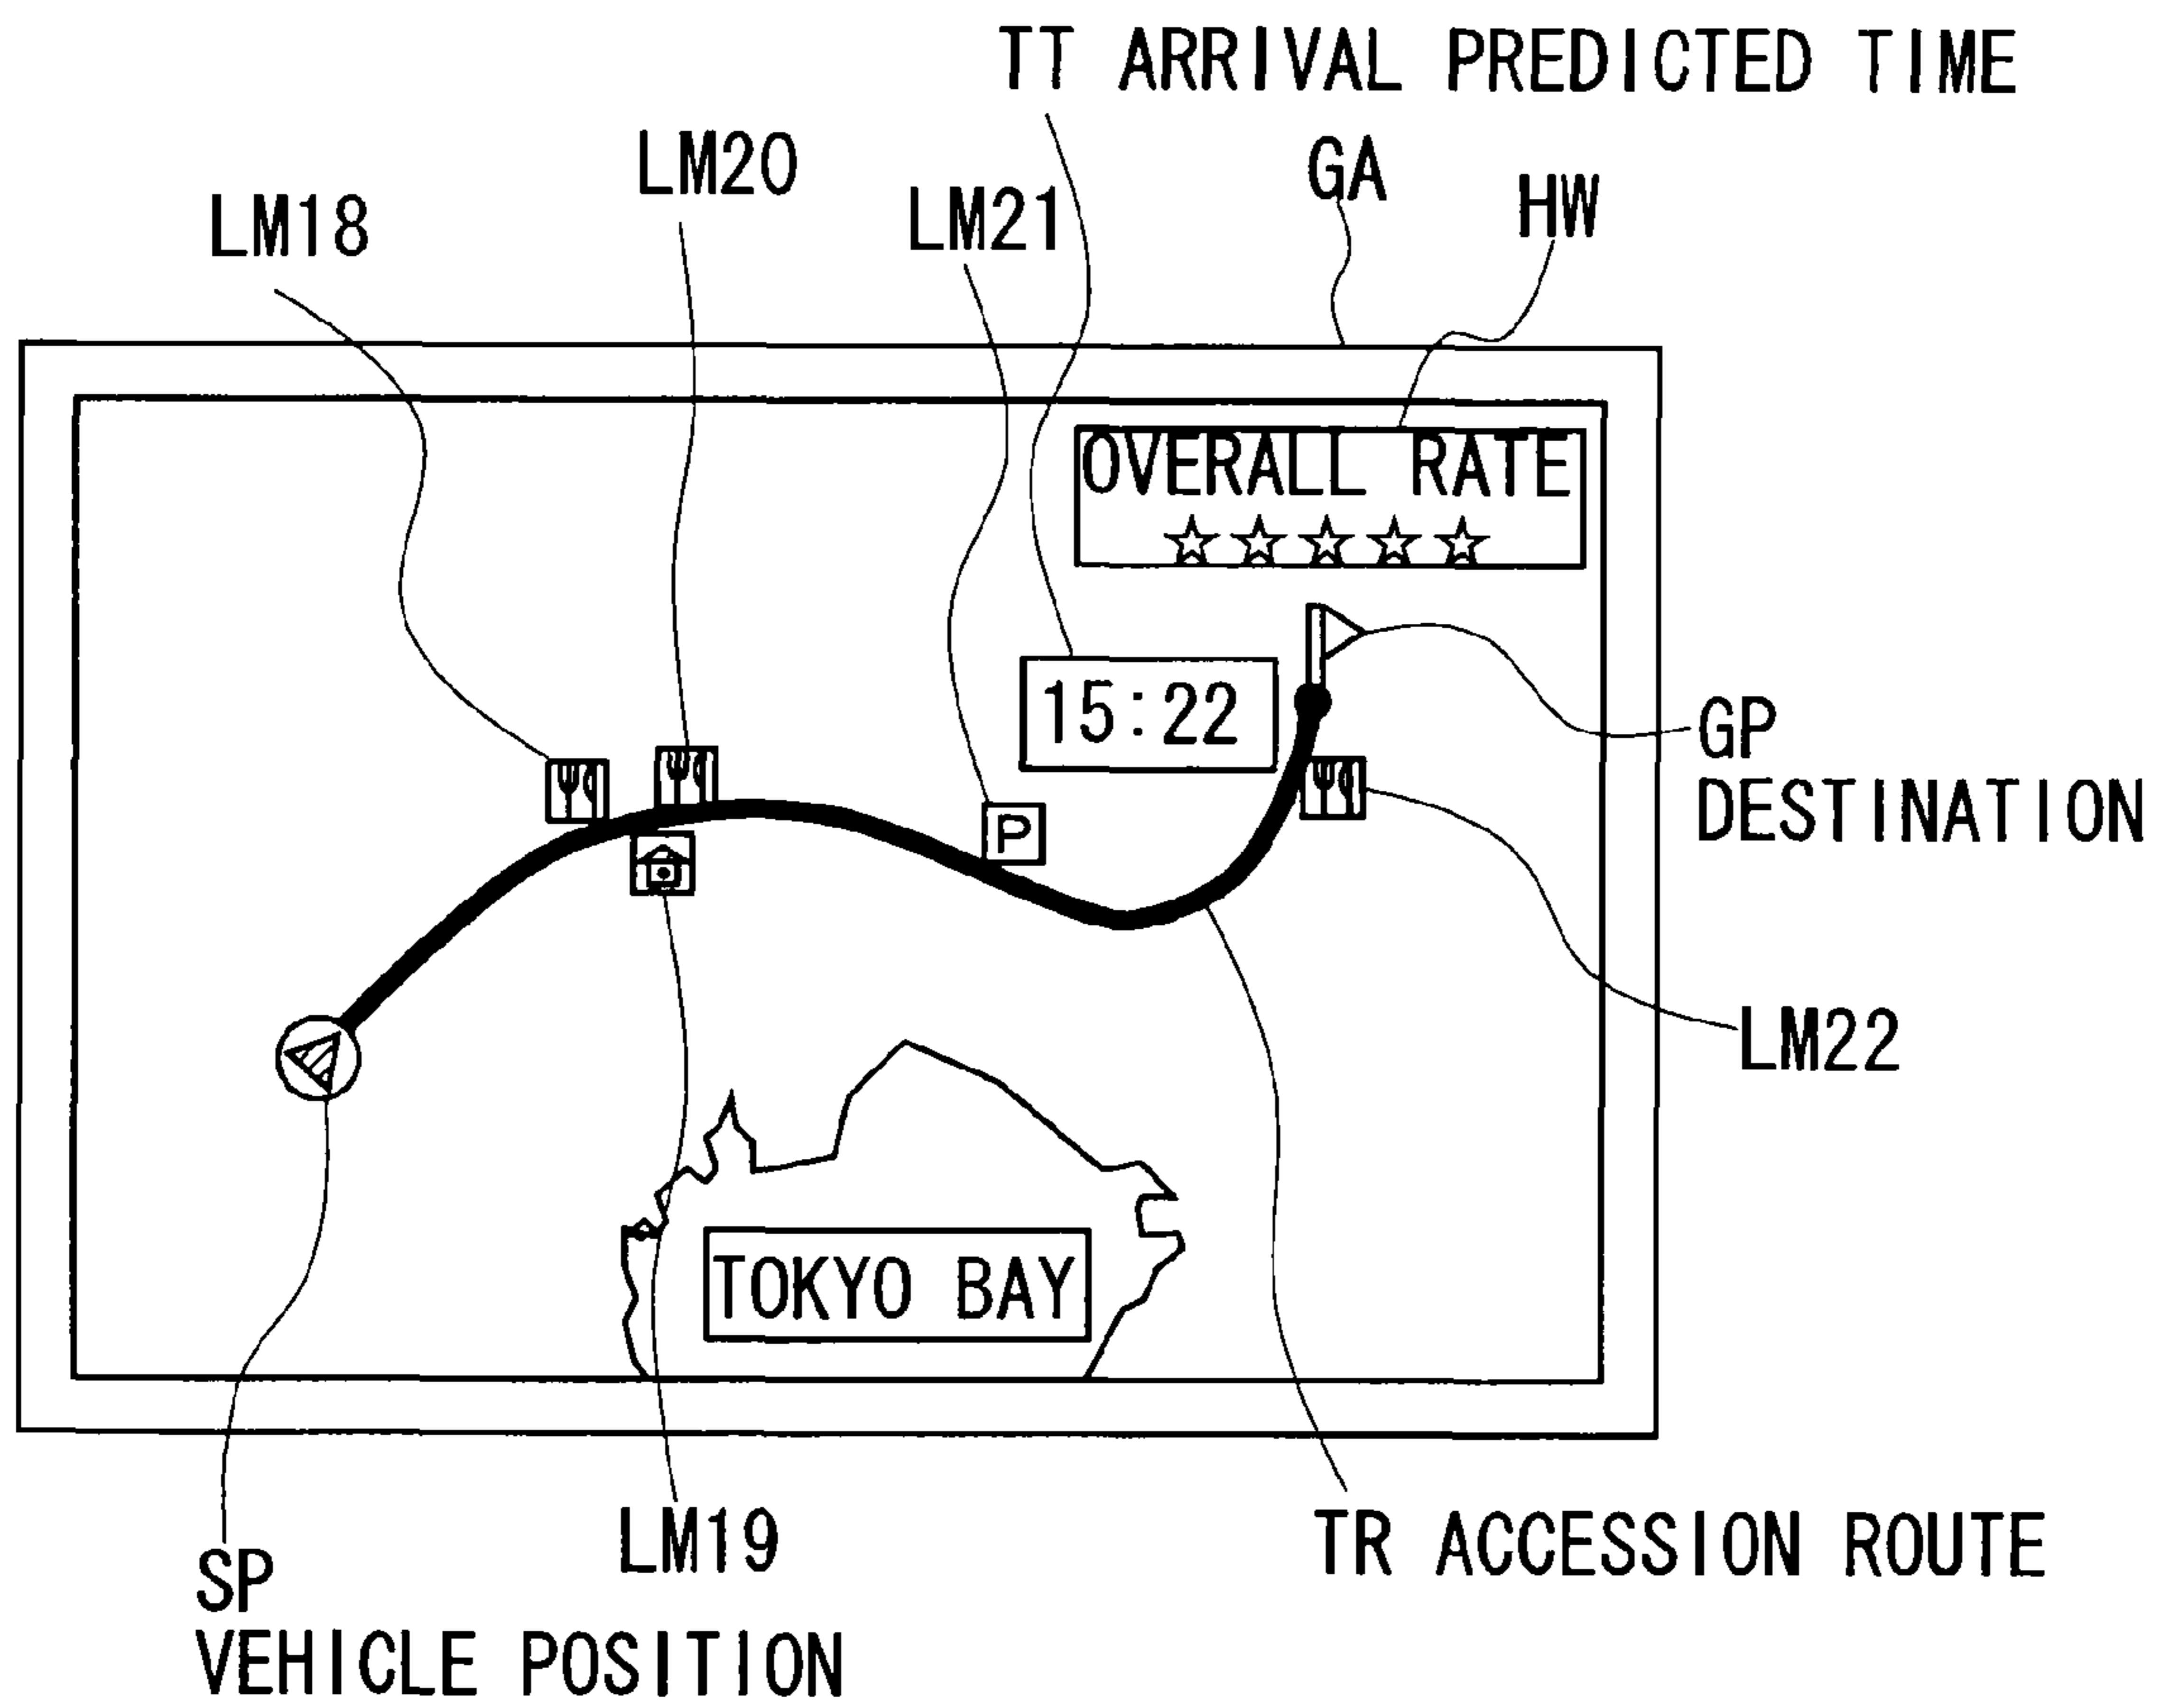 TT ARRIVAL PREDICTED TIME
LM20
GA
HW
LM18
LM21
OVERALL RATE
15:22
GP
DESTINATION
P
LM22
TOKYO BAY
LM19
TR ACCESSION ROUTE
SP
VEHICLE POSITION